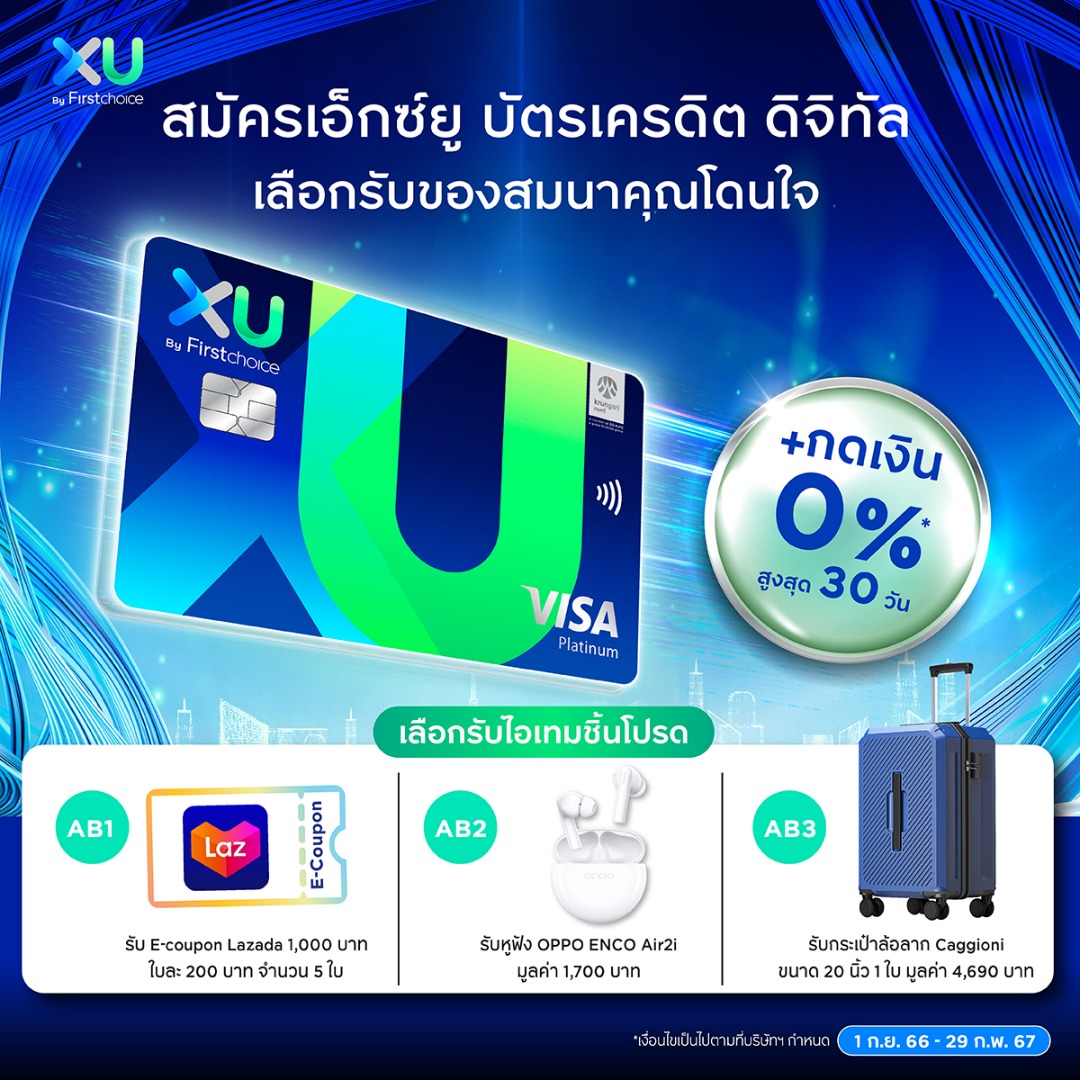 XU
By Firstchoice
สมัครเอ็กซ์ยู บัตรเครดิต ดิจิทัล
เลือกรับของสมนาคุณโดนใจ
XU
By Firstchoice
krungsri
กรุงศรี
VISA
Platinum
+กดเงิน
0%*
สูงสุด 30 วัน
เลือกรับไอเทมชิ้นโปรด
AB1
Laz
E-Coupon
รับ E-coupon Lazada 1,000 บาท
ใบละ 200 บาท จำนวน 5 ใบ
AB2
oppo
รับหูฟัง OPPO ENCO Air2i
มูลค่า 1,700 บาท
AB3
รับกระเป๋าล้อลาก Caggioni
ขนาด 20 นิ้ว 1 ใบ มูลค่า 4,690 บาท
*เงื่อนไขเป็นไปตามที่บริษัทฯ กำหนด
1 ก.ย. 66 - 29 ก.พ. 67